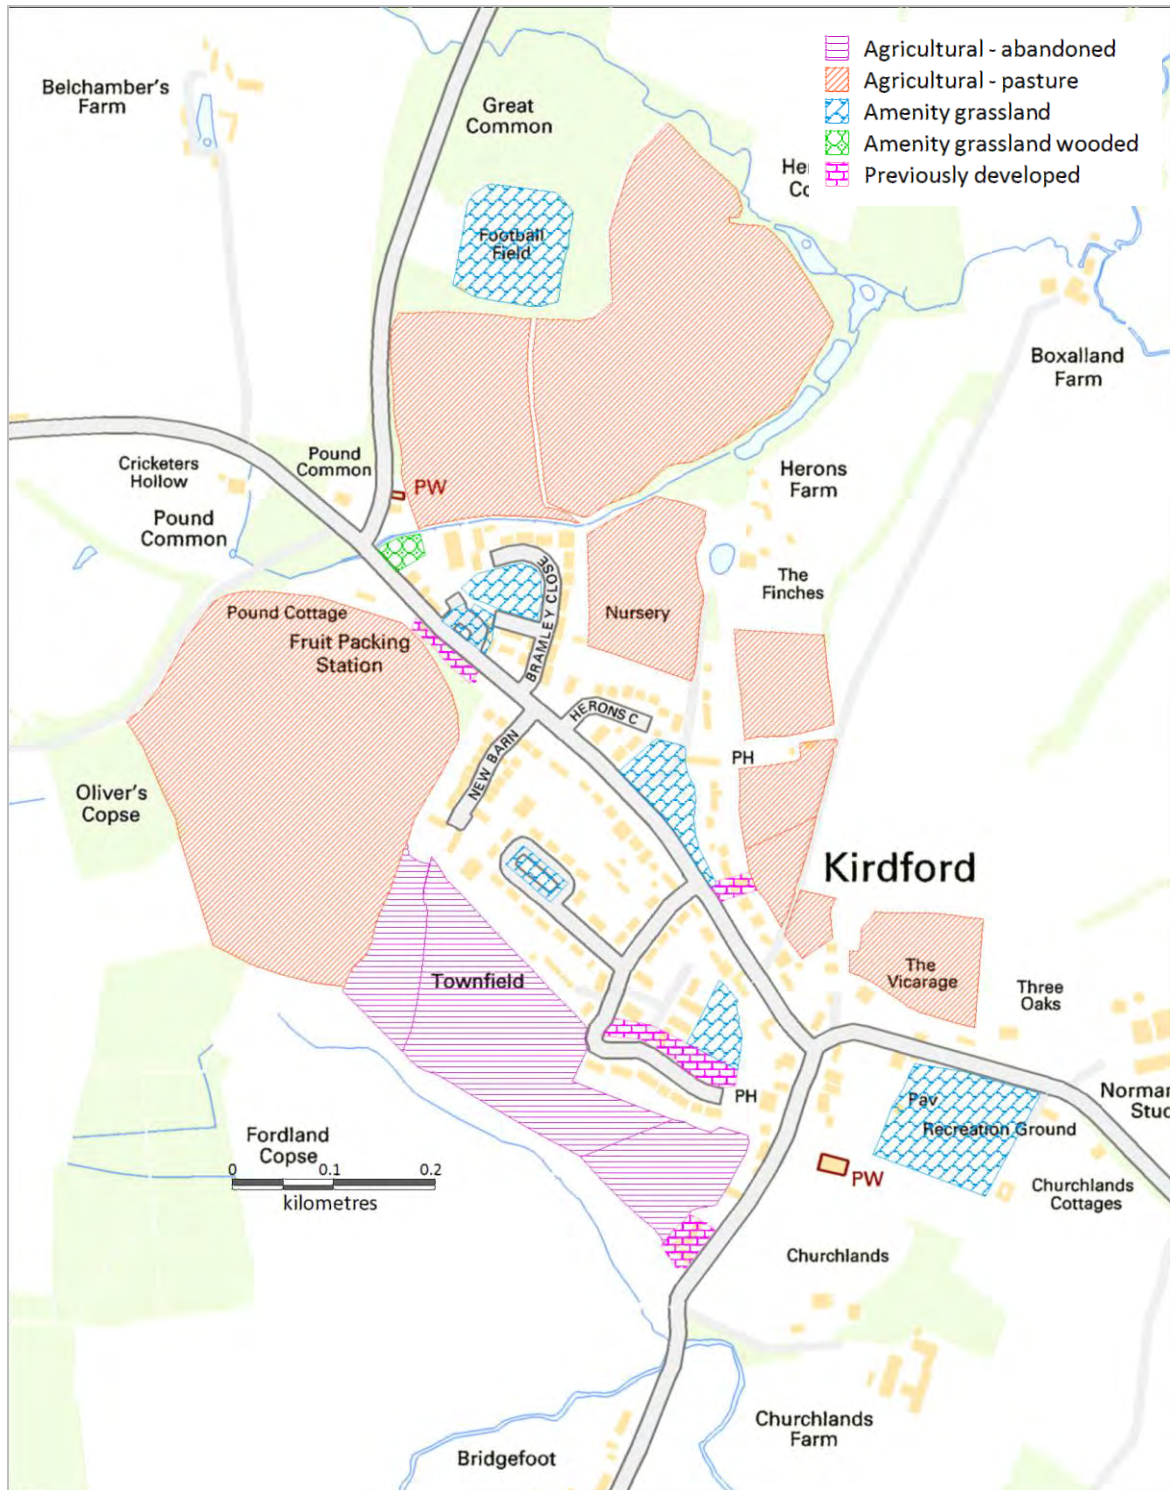 Agricultural - abandoned
Agricultural - pasture
Amenity grassland
Amenity grassland wooded
Previously developed
Belchamber's
Farm
Great
Common
Football
Field
Boxalland
Farm
Cricketers
Hollow
Pound
Common
PW
Herons
Farm
Pound
Common
The
Finches
BRAMLEY CLOSE
Pound Cottage
Nursery
Fruit Packing
Station
HERONS C
NEW BARN
PH
Oliver's
Copse
Kirdford
Townfield
The
Vicarage
Three
Oaks
PH
Pav
Recreation Ground
Norman
Stud
Fordland
Copse
0 0.1 0.2
kilometres
PW
Churchlands
Cottages
Churchlands
Churchlands
Farm
Bridgefoot